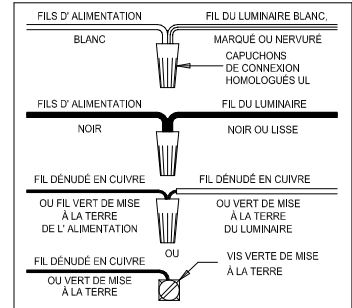 FILS D' ALIMENTATION
FIL DU LUMINAIRE BLANC,
BLANC
MARQUÉ OU NERVURÉ
CAPUCHONS
DE CONNEXION
HOMOLOGUÉS UL
FILS D' ALIMENTATION
FIL DU LUMINAIRE
NOIR
NOIR OU LISSE
FIL DÉNUDÉ EN CUIVRE
FIL DÉNUDÉ EN CUIVRE
OU FIL VERT DE MISE
À LA TERRE
DE L' ALIMENTATION
OU VERT DE MISE
À LA TERRE
DU LUMINAIRE
OU
FIL DÉNUDÉ EN CUIVRE
OU VERT DE MISE
À LA TERRE
VIS VERTE DE MISE
À LA TERRE